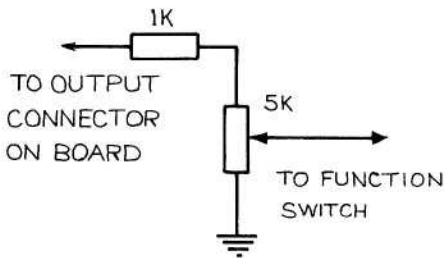 1K
TO OUTPUT
CONNECTOR
ON BOARD
5K
TO FUNCTION
SWITCH